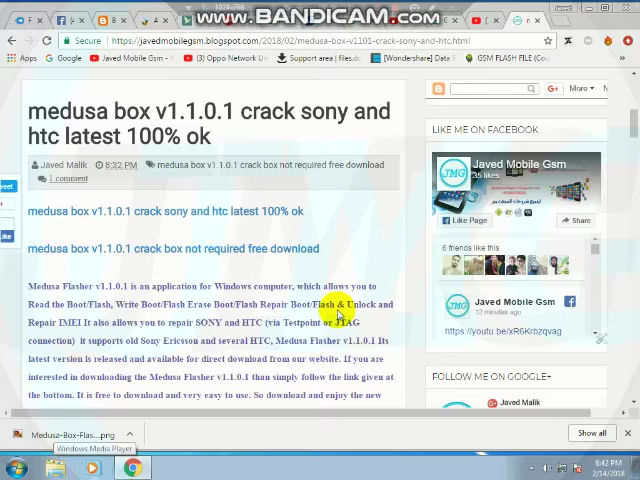 1024x768
WWW.BANDICAM.COM
Javed
Secure
https://javedmobilegsm.blogspot.com/2018/02/medusa-box-v1101-crack-sony-and-htc.html
Apps
Google
Javed Mobile Gsm -
(3) Oppo Network Un
Support area | files.c
[Wondershare] Data
GSM FLASH FILE (Co
medusa box v1.1.0.1 crack sony and
htc latest 100% ok
Javed Malik
8:32 PM
medusa box v1.1.0.1 crack box not required free download
1 comment
medusa box v1.1.0.1 crack sony and htc latest 100% ok
medusa box v1.1.0.1 crack box not required free download
Medusa Flasher v1.1.0.1 is an application for Windows computer, which allows you to
Read the Boot/Flash, Write Boot/Flash Erase Boot/Flash Repair Boot/Flash & Unlock and
Repair IMEI It also allows you to repair SONY and HTC (via Testpoint or JTAG
connection)  it supports old Sony Ericsson and several HTC, Medusa Flasher v1.1.0.1 Its
latest version is released and available for direct download from our website. If you are
interested in downloading the Medusa Flasher v1.1.0.1 than simply follow the link given at
the bottom. It is free to download and very easy to use. So download and enjoy the new
weet
Like
G+
More
LIKE ME ON FACEBOOK
JMG
Javed Mobile Gsm
35 likes
Like Page
Share
6 friends like this
Javed Mobile Gsm
12 minutes ago
https://youtu.be/xR6Krbzqvag
FOLLOW ME ON GOOGLE+
Javed Malik
Medusa-Box-Flas....png
Show all
Windows Media Player
8:42 PM
2/14/2018